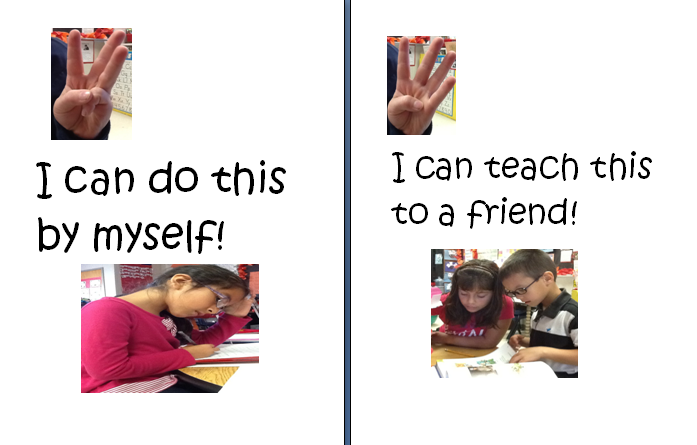 I can do this
by myself!
I can teach this
to a friend!